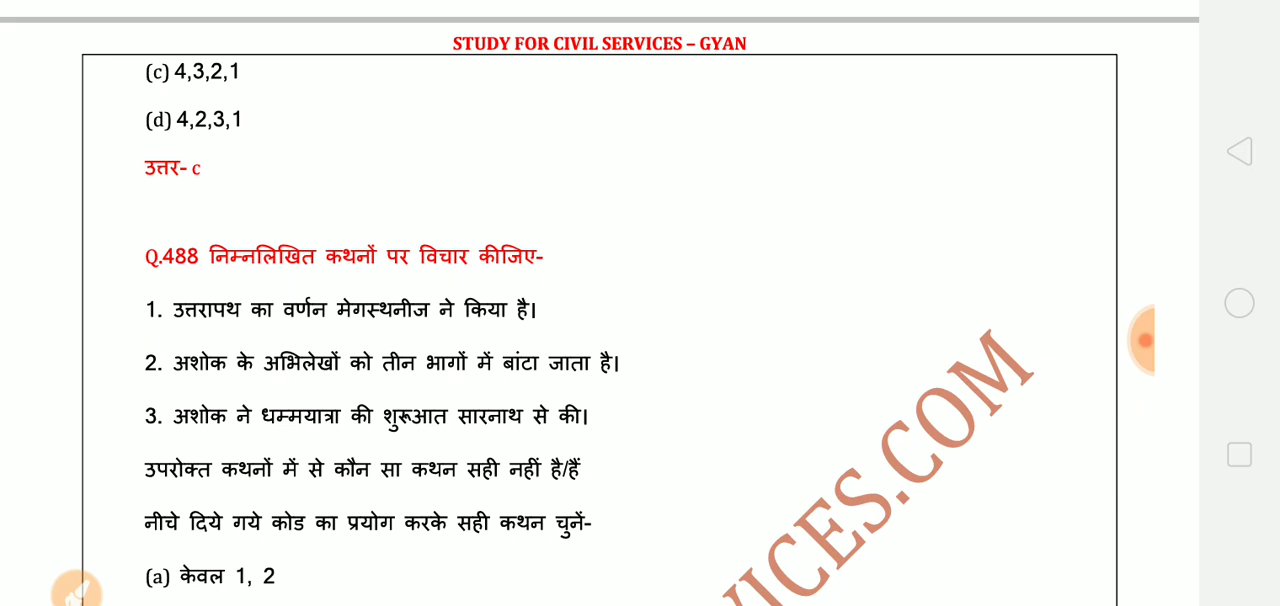 STUDY FOR CIVIL SERVICES – GYAN
(c) 4,3,2,1
(d) 4,2,3,1
उत्तर- c
Q.488 निम्नलिखित कथनों पर विचार कीजिए-
1. उत्तरापथ का वर्णन मेगस्थनीज ने किया है।
2. अशोक के अभिलेखों को तीन भागों में बांटा जाता है।
3. अशोक ने धम्मयात्रा की शुरूआत सारनाथ से की।
उपरोक्त कथनों में से कौन सा कथन सही नहीं है/हैं
नीचे दिये गये कोड का प्रयोग करके सही कथन चुनें-
(a) केवल 1, 2
VICES.COM